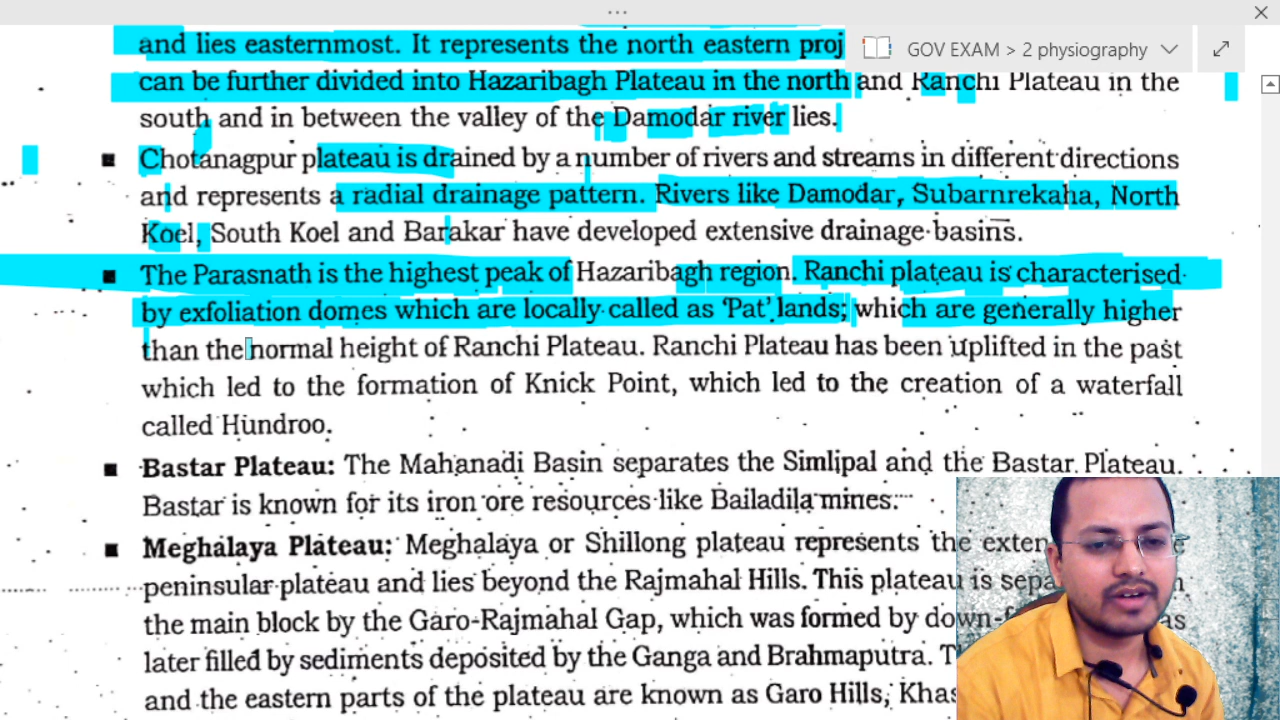 and lies easternmost. It represents the north eastern proj
GOV EXAM > 2 physiography
can be further divided into Hazaribagh Plateau in the north and Ranchi Plateau in the
south and in between the valley of the Damodar river lies.
■ Chotanagpur plateau is drained by a number of rivers and streams in different directions
and represents a radial drainage pattern. Rivers like Damodar, Subarnrekaha, North
Koel, South Koel and Barakar have developed extensive drainage basins.
■ The Parasnath is the highest peak of Hazaribagh region. Ranchi plateau is characterised
by exfoliation domes which are locally called as 'Pat' lands; which are generally higher
than the normal height of Ranchi Plateau. Ranchi Plateau has been uplifted in the past
which led to the formation of Knick Point, which led to the creation of a waterfall
called Hundroo.
■ Bastar Plateau: The Mahanadi Basin separates the Simlipal and the Bastar Plateau.
Bastar is known for its iron ore resources like Bailadila mines.
■ Meghalaya Plateau: Meghalaya or Shillong plateau represents the exten
peninsular plateau and lies beyond the Rajmahal Hills. This plateau is sepa
the main block by the Garo-Rajmahal Gap, which was formed by down-f as
later filled by sediments deposited by the Ganga and Brahmaputra. T
and the eastern parts of the plateau are known as Garo Hills, Khas